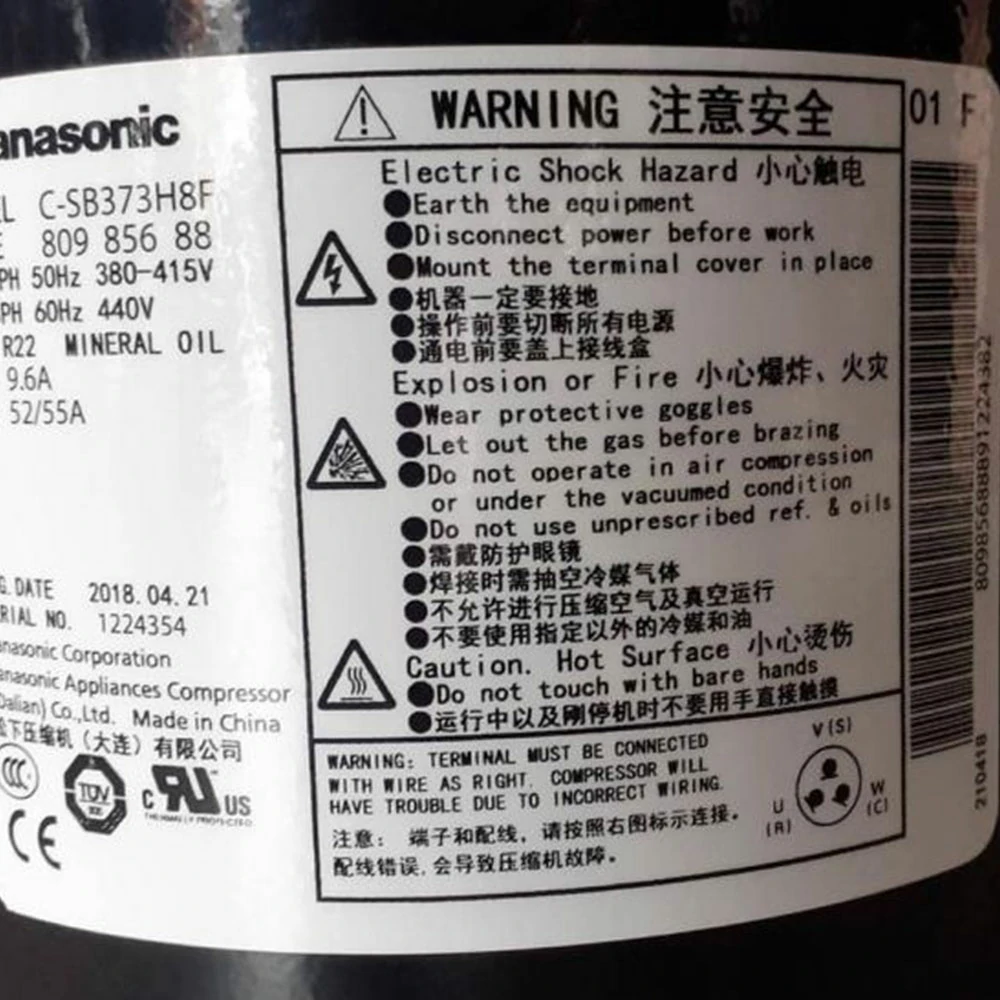 anasonic
EL C-SB373H8F
E 809 856 88
PH 50Hz 380-415V
PH 60Hz 440V
R22 MINERAL OIL
9.6A
52/55A
G. DATE 2018.04.21
RIAL NO. 1224354
anasonic Corporation
anasonic Appliances Compressor
Dalian) Co.,Ltd. Made in China
松下压缩机（大连）有限公司
CCC
TÜV
c RU US
THERMALLY PROTECTED
CE
WARNING 注意安全
Electric Shock Hazard 小心触电
●Earth the equipment
●Disconnect power before work
●Mount the terminal cover in place
●机器一定要接地
●操作前要切断所有电源
●通电前要盖上接线盒
Explosion or Fire 小心爆炸、火灾
●Wear protective goggles
●Let out the gas before brazing
●Do not operate in air compression
or under the vacuumed condition
●Do not use unprescribed ref. & oils
●需戴防护眼镜
●焊接时需抽空冷媒气体
●不允许进行压缩空气及真空运行
●不要使用指定以外的冷媒和油
Caution. Hot Surface 小心烫伤
●Do not touch with bare hands
●运行中以及刚停机时不要用手直接触摸
WARNING: TERMINAL MUST BE CONNECTED
WITH WIRE AS RIGHT. COMPRESSOR WILL
HAVE TROUBLE DUE TO INCORRECT WIRING.
注意： 端子和配线，请按照右图标示连接。
配线错误，会导致压缩机故障。
V(S)
U
(R)
W
(C)
01 F
80985688891224382
210418